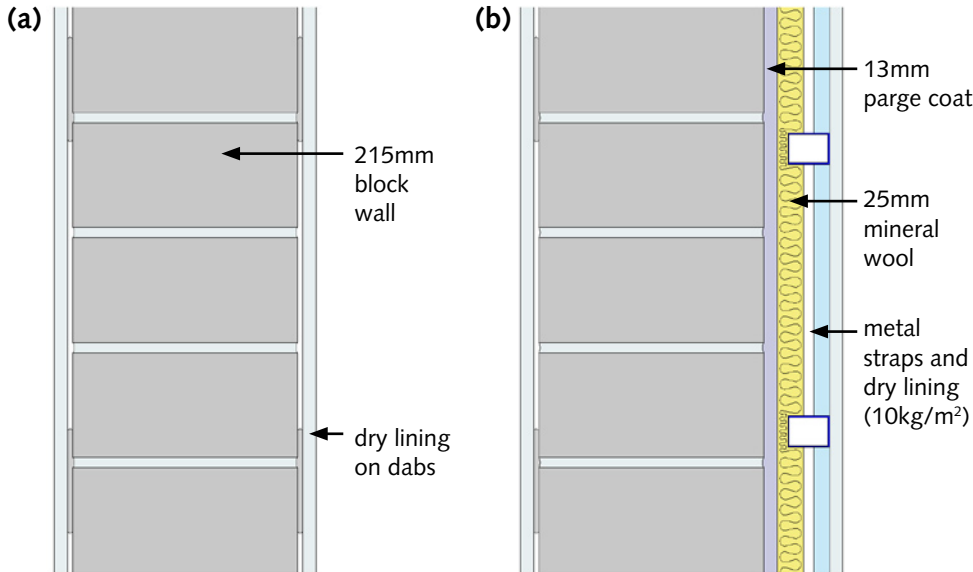 (a)
215mm
block
wall
dry lining
on dabs
(b)
13mm
parge coat
25mm
mineral
wool
metal
straps and
dry lining
(10kg/m²)